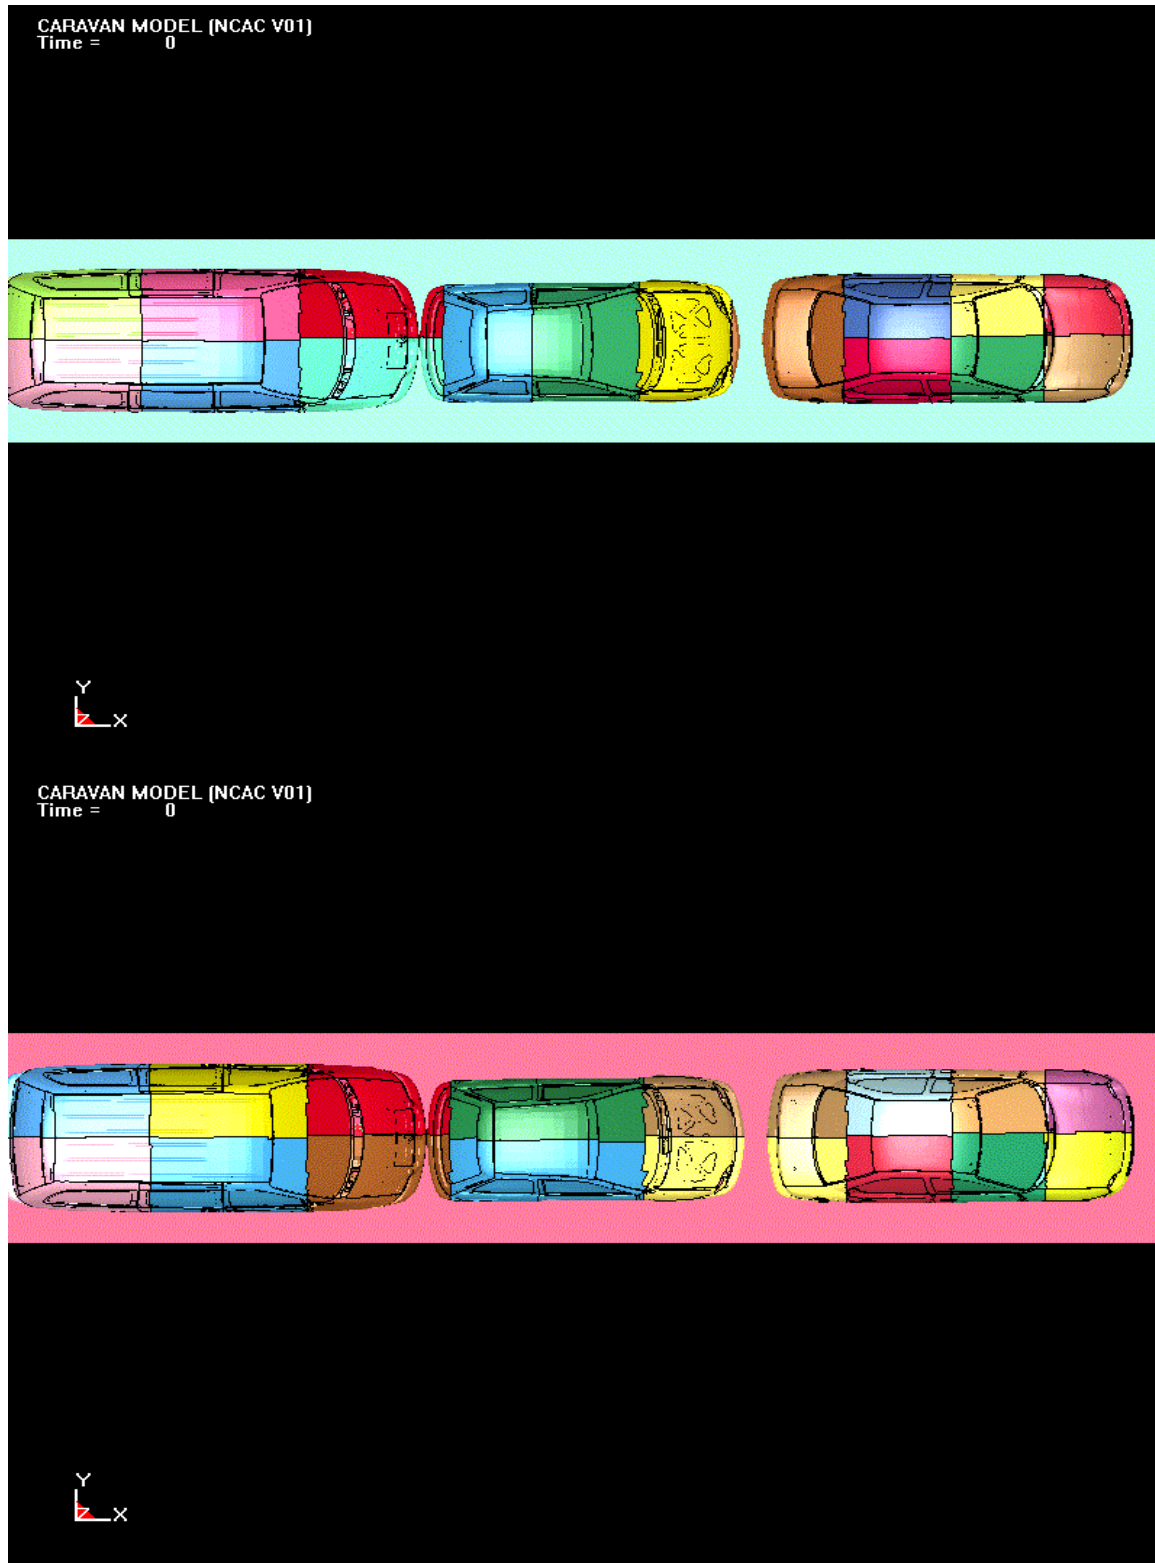 CARAVAN MODEL (NCAC V01)
Time = 0
Y
Z X
CARAVAN MODEL (NCAC V01)
Time = 0
Y
Z X